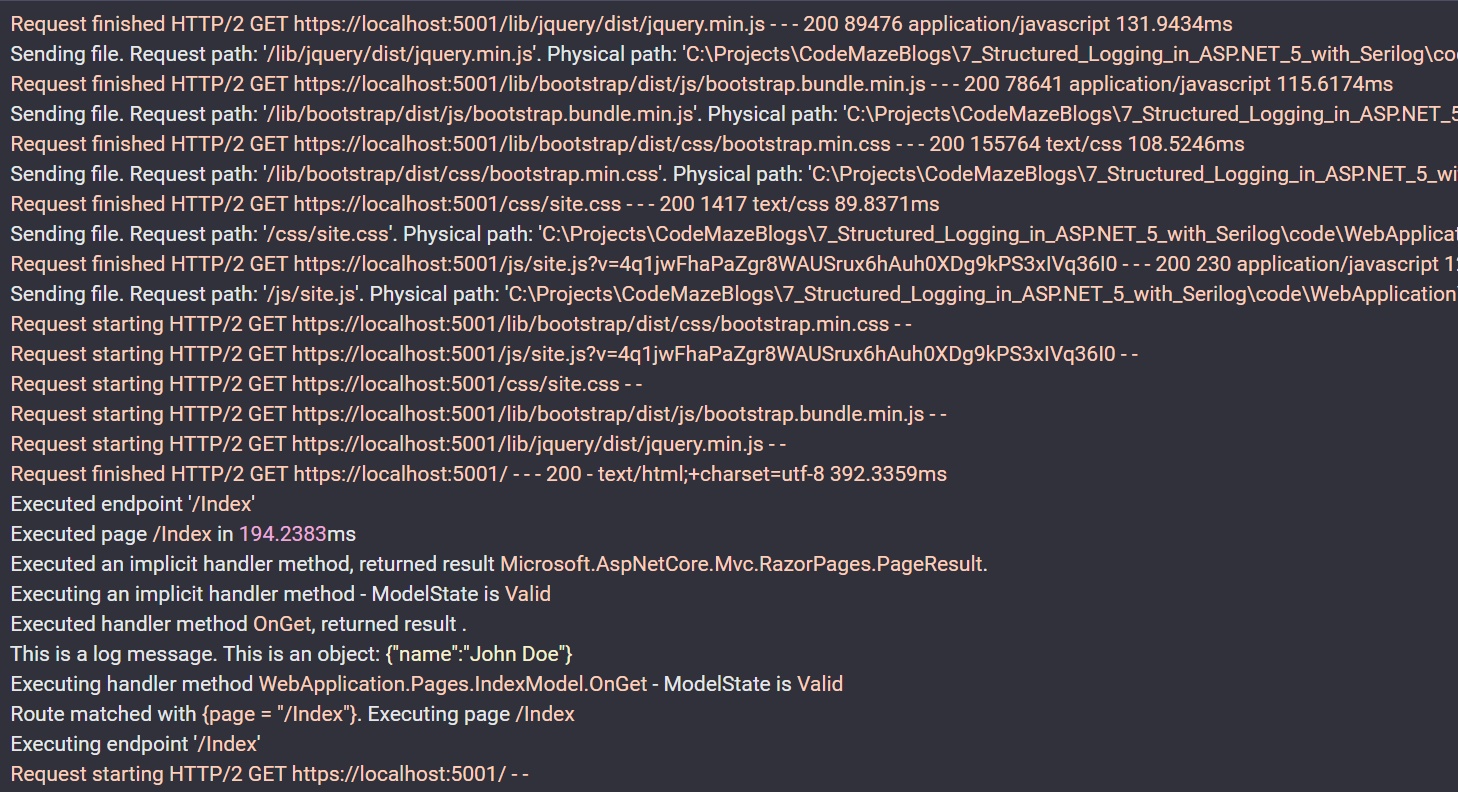 Request finished HTTP/2 GET https://localhost:5001/lib/jquery/dist/jquery.min.js - - - 200 89476 application/javascript 131.9434ms
Sending file. Request path: '/lib/jquery/dist/jquery.min.js'. Physical path: 'C:\Projects\CodeMazeBlogs\7_Structured_Logging_in_ASP.NET_5_with_Serilog\co
Request finished HTTP/2 GET https://localhost:5001/lib/bootstrap/dist/js/bootstrap.bundle.min.js - - - 200 78641 application/javascript 115.6174ms
Sending file. Request path: '/lib/bootstrap/dist/js/bootstrap.bundle.min.js'. Physical path: 'C:\Projects\CodeMazeBlogs\7_Structured_Logging_in_ASP.NET_5
Request finished HTTP/2 GET https://localhost:5001/lib/bootstrap/dist/css/bootstrap.min.css - - - 200 155764 text/css 108.5246ms
Sending file. Request path: '/lib/bootstrap/dist/css/bootstrap.min.css'. Physical path: 'C:\Projects\CodeMazeBlogs\7_Structured_Logging_in_ASP.NET_5_wi
Request finished HTTP/2 GET https://localhost:5001/css/site.css - - - 200 1417 text/css 89.8371ms
Sending file. Request path: '/css/site.css'. Physical path: 'C:\Projects\CodeMazeBlogs\7_Structured_Logging_in_ASP.NET_5_with_Serilog\code\WebApplicat
Request finished HTTP/2 GET https://localhost:5001/js/site.js?v=4q1jwFhaPaZgr8WAUSrux6hAuh0XDg9kPS3xIVq36I0 - - - 200 230 application/javascript 12
Sending file. Request path: '/js/site.js'. Physical path: 'C:\Projects\CodeMazeBlogs\7_Structured_Logging_in_ASP.NET_5_with_Serilog\code\WebApplication\
Request starting HTTP/2 GET https://localhost:5001/lib/bootstrap/dist/css/bootstrap.min.css - -
Request starting HTTP/2 GET https://localhost:5001/js/site.js?v=4q1jwFhaPaZgr8WAUSrux6hAuh0XDg9kPS3xIVq36I0 - -
Request starting HTTP/2 GET https://localhost:5001/css/site.css - -
Request starting HTTP/2 GET https://localhost:5001/lib/bootstrap/dist/js/bootstrap.bundle.min.js - -
Request starting HTTP/2 GET https://localhost:5001/lib/jquery/dist/jquery.min.js - -
Request finished HTTP/2 GET https://localhost:5001/ - - - 200 - text/html;+charset=utf-8 392.3359ms
Executed endpoint '/Index'
Executed page /Index in 194.2383ms
Executed an implicit handler method, returned result Microsoft.AspNetCore.Mvc.RazorPages.PageResult.
Executing an implicit handler method - ModelState is Valid
Executed handler method OnGet, returned result .
This is a log message. This is an object: {"name":"John Doe"}
Executing handler method WebApplication.Pages.IndexModel.OnGet - ModelState is Valid
Route matched with {page = "/Index"}. Executing page /Index
Executing endpoint '/Index'
Request starting HTTP/2 GET https://localhost:5001/ - -